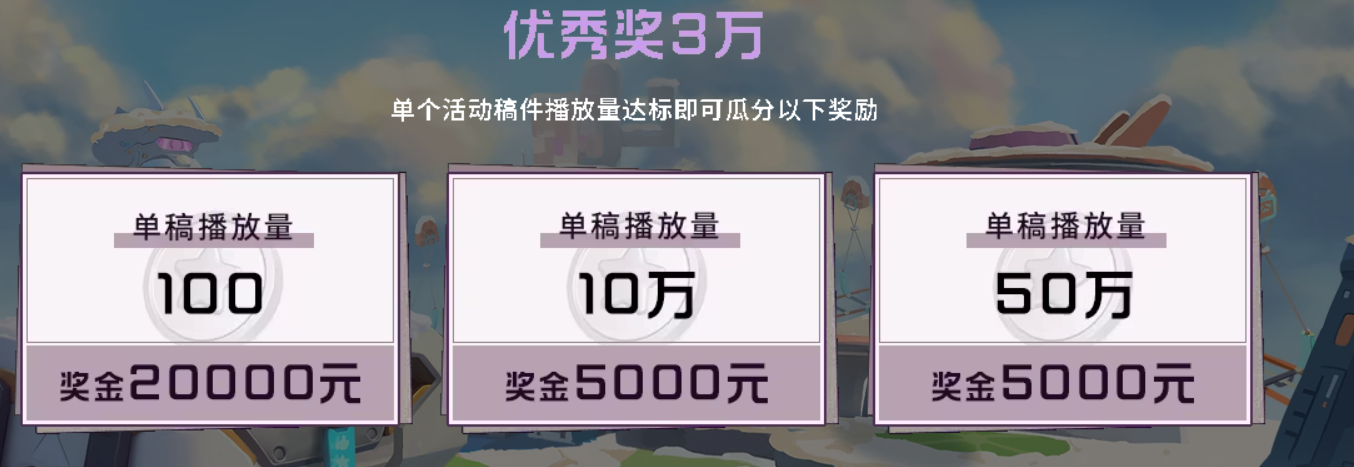 优秀奖3万
单个活动稿件播放量达标即可瓜分以下奖励
单稿播放量
100
奖金20000元
单稿播放量
10万
奖金5000元
单稿播放量
50万
奖金5000元